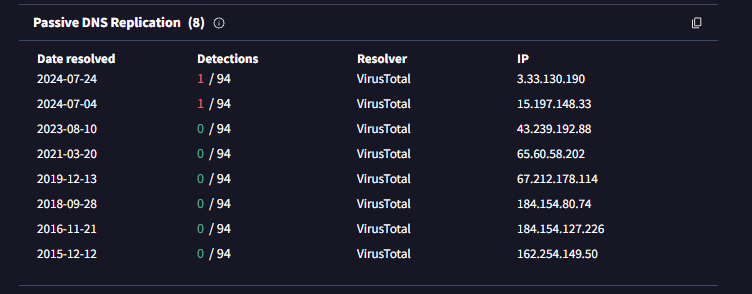 Passive DNS Replication (8)
Date resolved Detections Resolver IP
2024-07-24 1 / 94 VirusTotal 3.33.130.190
2024-07-04 1 / 94 VirusTotal 15.197.148.33
2023-08-10 0 / 94 VirusTotal 43.239.192.88
2021-03-20 0 / 94 VirusTotal 65.60.58.202
2019-12-13 0 / 94 VirusTotal 67.212.178.114
2018-09-28 0 / 94 VirusTotal 184.154.80.74
2016-11-21 0 / 94 VirusTotal 184.154.127.226
2015-12-12 0 / 94 VirusTotal 162.254.149.50